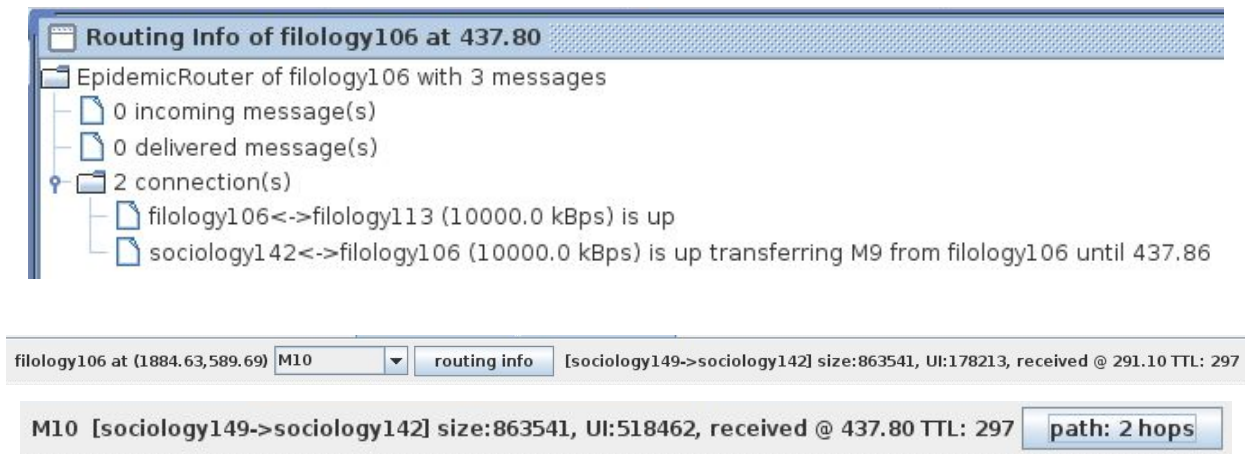 Routing Info of filology106 at 437.80
EpidemicRouter of filology106 with 3 messages
0 incoming message(s)
0 delivered message(s)
2 connection(s)
filology106<->filology113 (10000.0 kBps) is up
sociology142<->filology106 (10000.0 kBps) is up transferring M9 from filology106 until 437.86
filology106 at (1884.63,589.69) M10 routing info [sociology149->sociology142] size:863541, UI:178213, received @ 291.10 TTL: 297
M10 [sociology149->sociology142] size:863541, UI:518462, received @ 437.80 TTL: 297 path: 2 hops